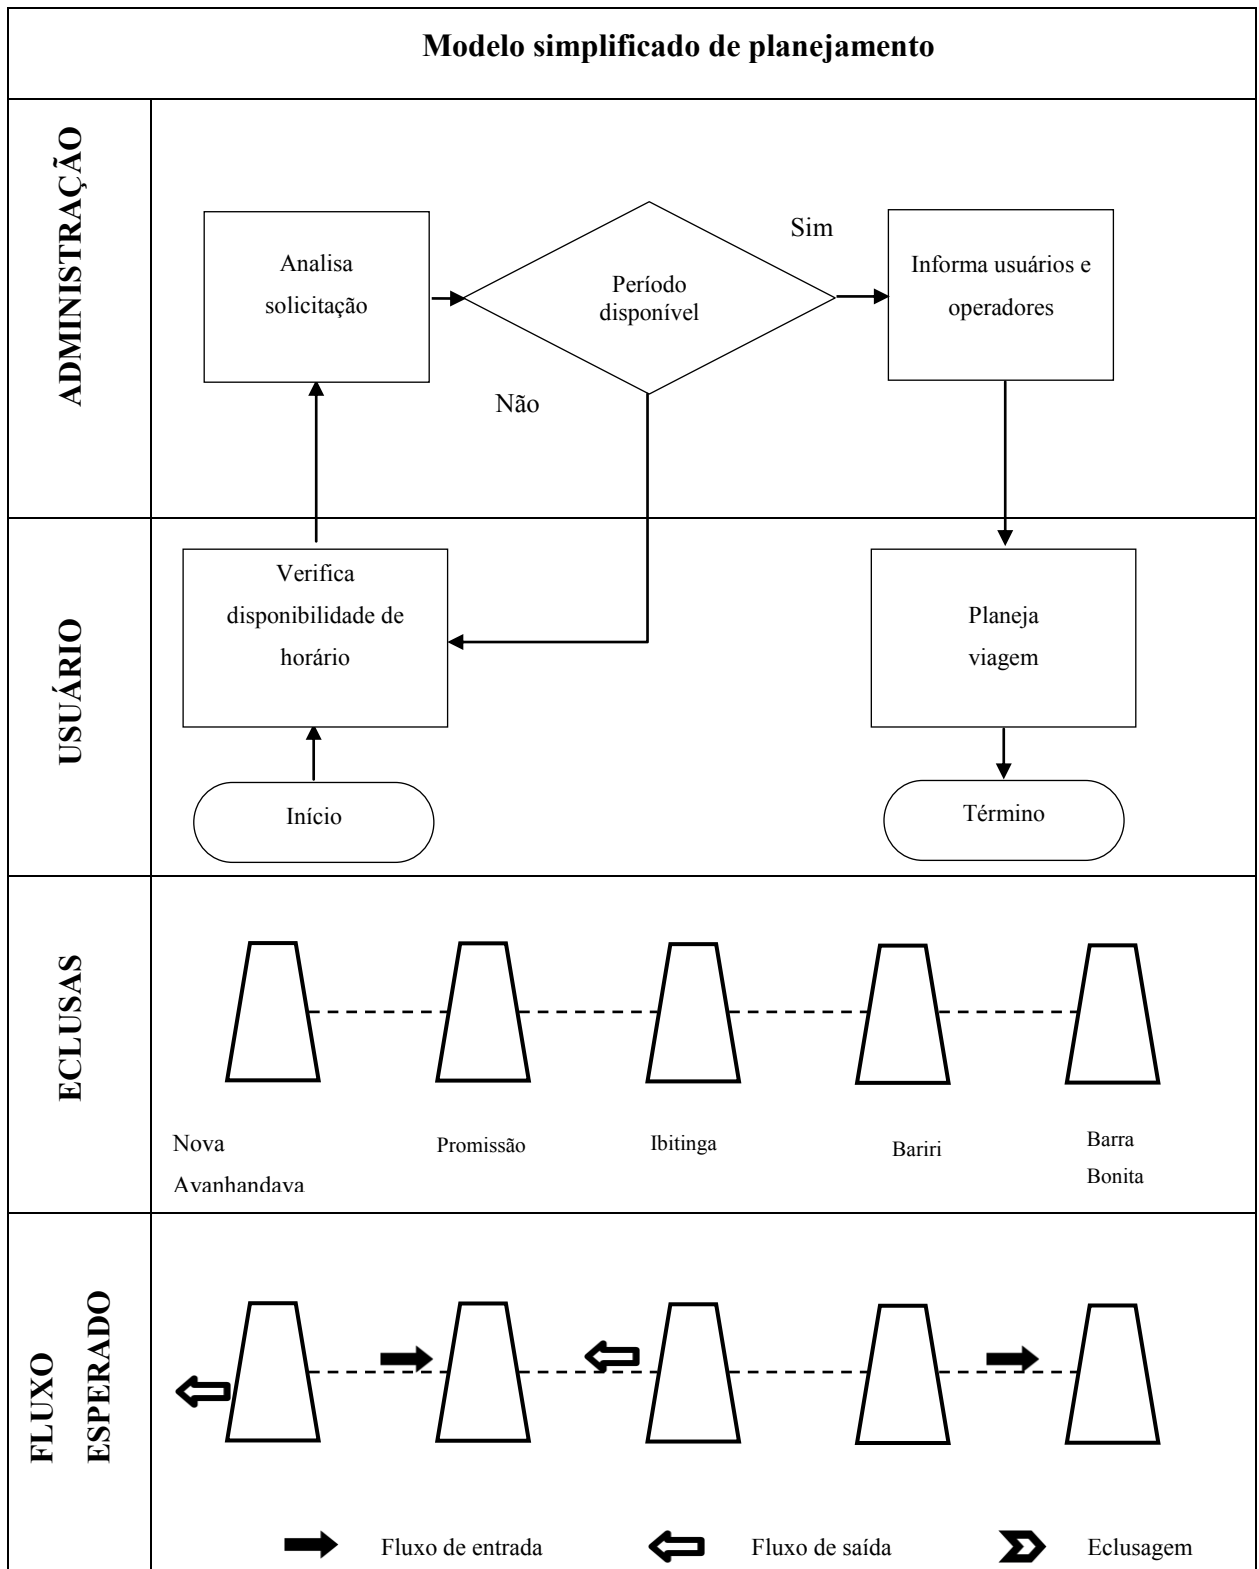 Modelo simplificado de planejamento
ADMINISTRAÇÃO
Analisa
solicitação
Período
disponível
Sim
Não
Informa usuários e
operadores
USUÁRIO
Verifica
disponibilidade de
horário
Planeja
viagem
Início
Término
ECLUSAS
Nova
Avanhandava
Promissão
Ibitinga
Bariri
Barra
Bonita
FLUXO
ESPERADO
Fluxo de entrada
Fluxo de saída
Eclusagem